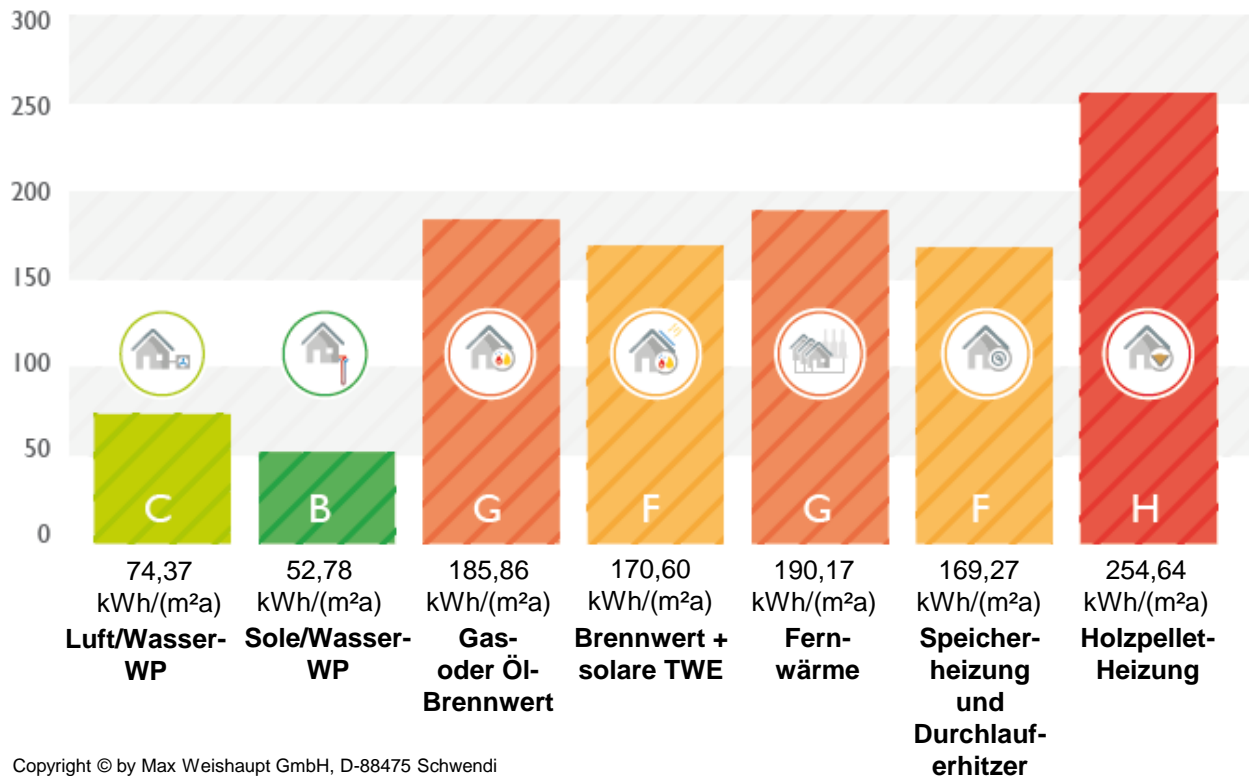 300
250
200
150
100
50
0
C
B
G
F
G
F
H
74,37
kWh/(m²a)
Luft/Wasser-
WP
52,78
kWh/(m²a)
Sole/Wasser-
WP
185,86
kWh/(m²a)
Gas-
oder Öl-
Brennwert
170,60
kWh/(m²a)
Brennwert +
solare TWE
190,17
kWh/(m²a)
Fern-
wärme
169,27
kWh/(m²a)
Speicher-
heizung
und
Durchlauf-
erhitzer
254,64
kWh/(m²a)
Holzpellet-
Heizung
Copyright © by Max Weishaupt GmbH, D-88475 Schwendi